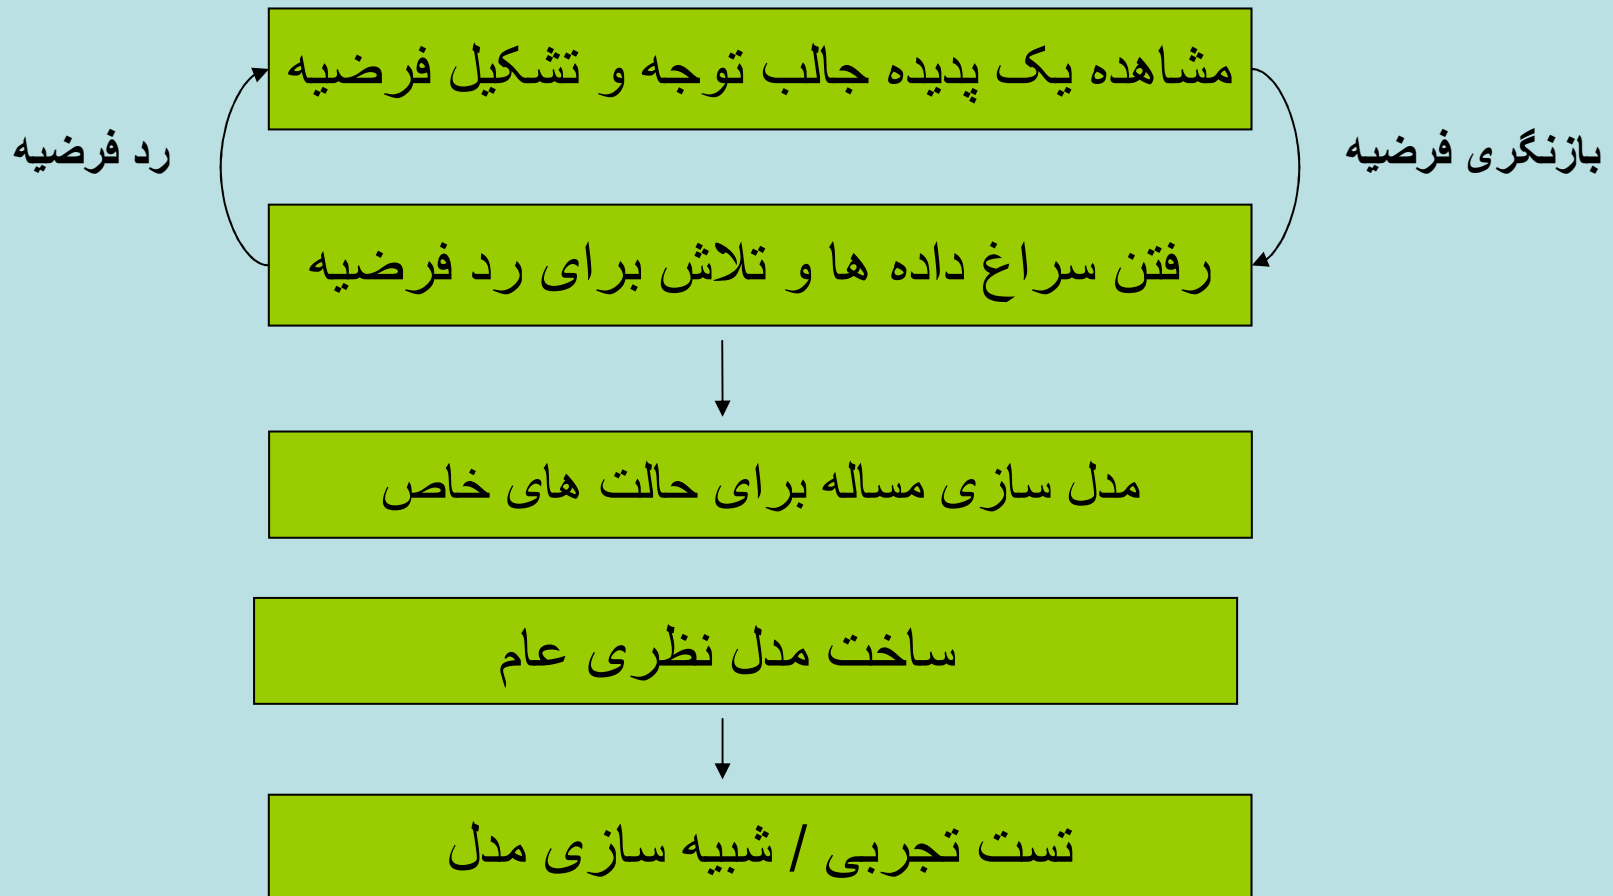 مشاهده یک پدیده جالب توجه و تشکیل فرضیه
بازنگری فرضیه
رد فرضیه
رفتن سراغ داده ها و تلاش برای رد فرضیه
مدل سازی مساله برای حالت های خاص
ساخت مدل نظری عام
تست تجربی / شبیه سازی مدل